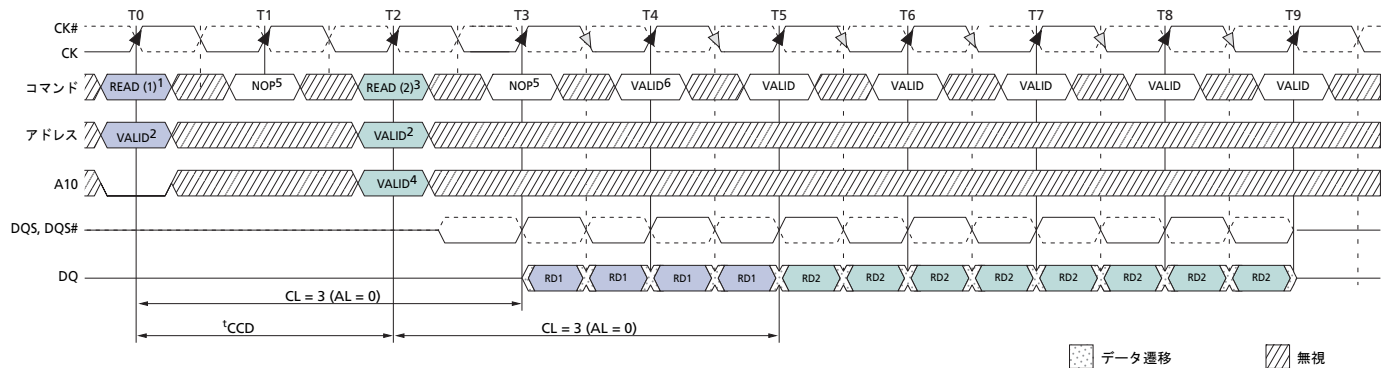 T0 T1 T2 T3 T4 T5 T6 T7 T8 T9
CK#
CK
コマンド READ (1)1 NOP5 READ (2)3 NOP5 VALID6 VALID VALID VALID VALID VALID
アドレス VALID2 VALID2
A10 VALID4
DQS, DQS#
DQ RD1 RD1 RD1 RD1 RD2 RD2 RD2 RD2 RD2 RD2 RD2 RD2
CL = 3 (AL = 0)
tCCD CL = 3 (AL = 0)
データ遷移 無視